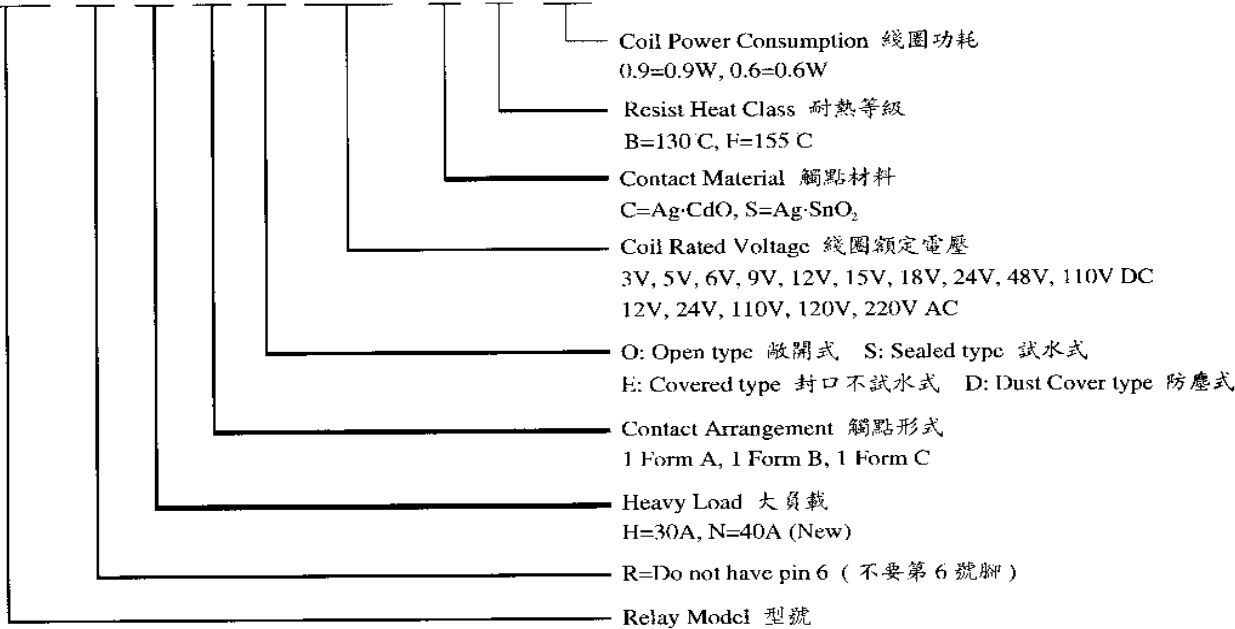 Coil Power Consumption 綫圈功耗
0.9=0.9W, 0.6=0.6W
Resist Heat Class 耐熱等級
B=130 C, F=155 C
Contact Material 觸點材料
C=Ag·CdO, S=Ag·SnO₂
Coil Rated Voltage 綫圈額定電壓
3V, 5V, 6V, 9V, 12V, 15V, 18V, 24V, 48V, 110V DC
12V, 24V, 110V, 120V, 220V AC
O: Open type 敞開式 S: Sealed type 試水式
E: Covered type 封口不試水式 D: Dust Cover type 防塵式
Contact Arrangement 觸點形式
1 Form A, 1 Form B, 1 Form C
Heavy Load 大負載
H=30A, N=40A (New)
R=Do not have pin 6 ( 不要第 6 號腳 )
Relay Model 型號